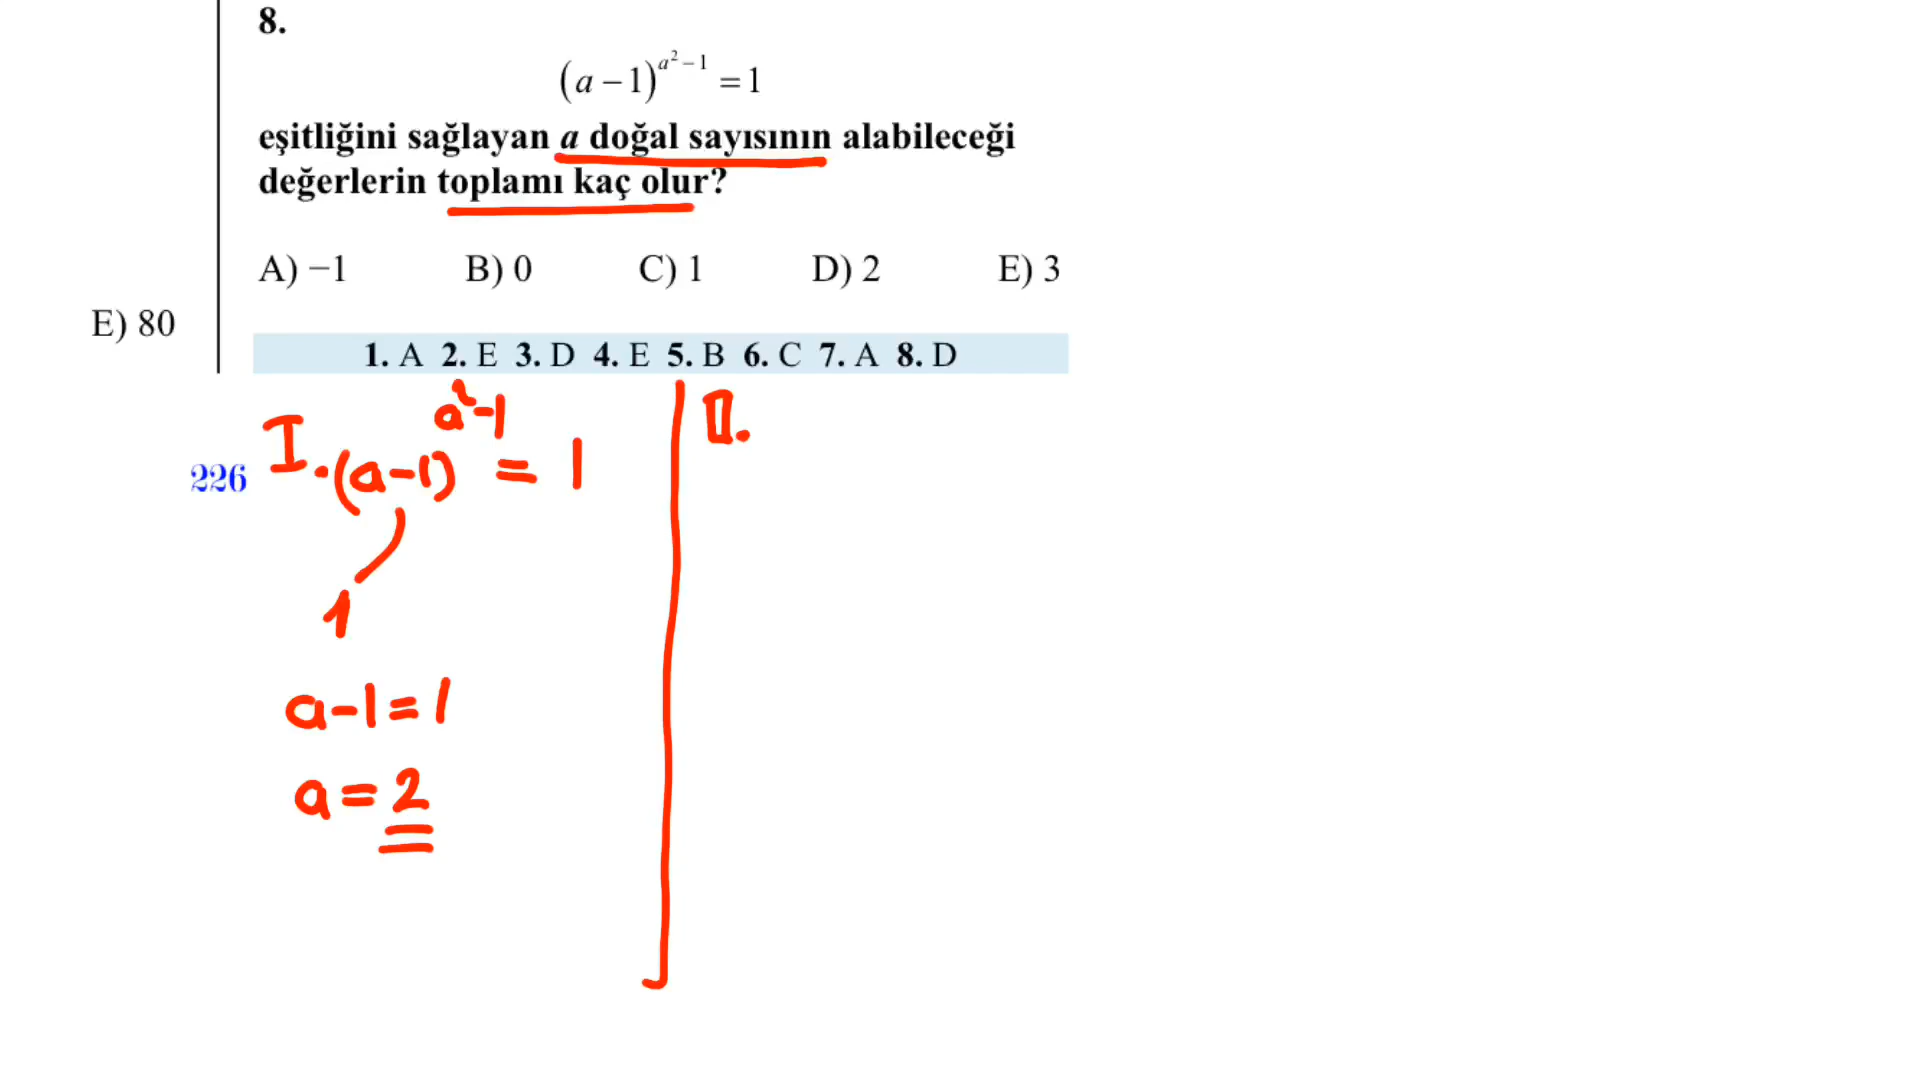 8.
(a − 1)^{a² − 1} = 1
eşitliğini sağlayan a doğal sayısının alabileceği
değerlerin toplamı kaç olur?
A) −1 B) 0 C) 1 D) 2 E) 3
E) 80
1. A 2. E 3. D 4. E 5. B 6. C 7. A 8. D
226
I. (a-1)^{a²-1} = 1
1
a-1=1
a=2
II.